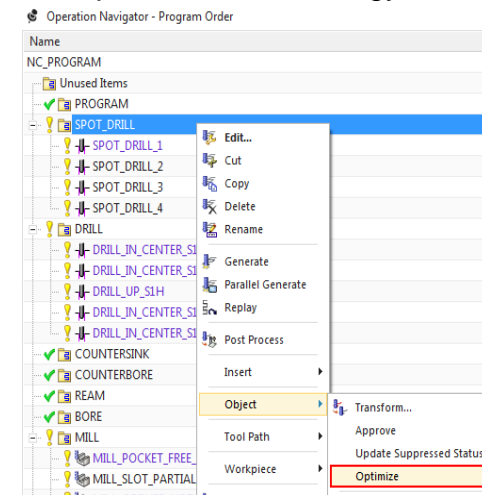 Operation Navigator - Program Order
Name
NC_PROGRAM
Unused Items
PROGRAM
SPOT_DRILL
SPOT_DRILL_1
SPOT_DRILL_2
SPOT_DRILL_3
SPOT_DRILL_4
DRILL
DRILL_IN_CENTER_S1
DRILL_IN_CENTER_S1
DRILL_UP_S1H
DRILL_IN_CENTER_S1
DRILL_IN_CENTER_S1
COUNTERSINK
COUNTERBORE
REAM
BORE
MILL
MILL_POCKET_FREE_
MILL_SLOT_PARTIAL
Edit...
Cut
Copy
Delete
Rename
Generate
Parallel Generate
Replay
Post Process
Insert
Object
Tool Path
Workpiece
Transform...
Approve
Update Suppressed Status
Optimize